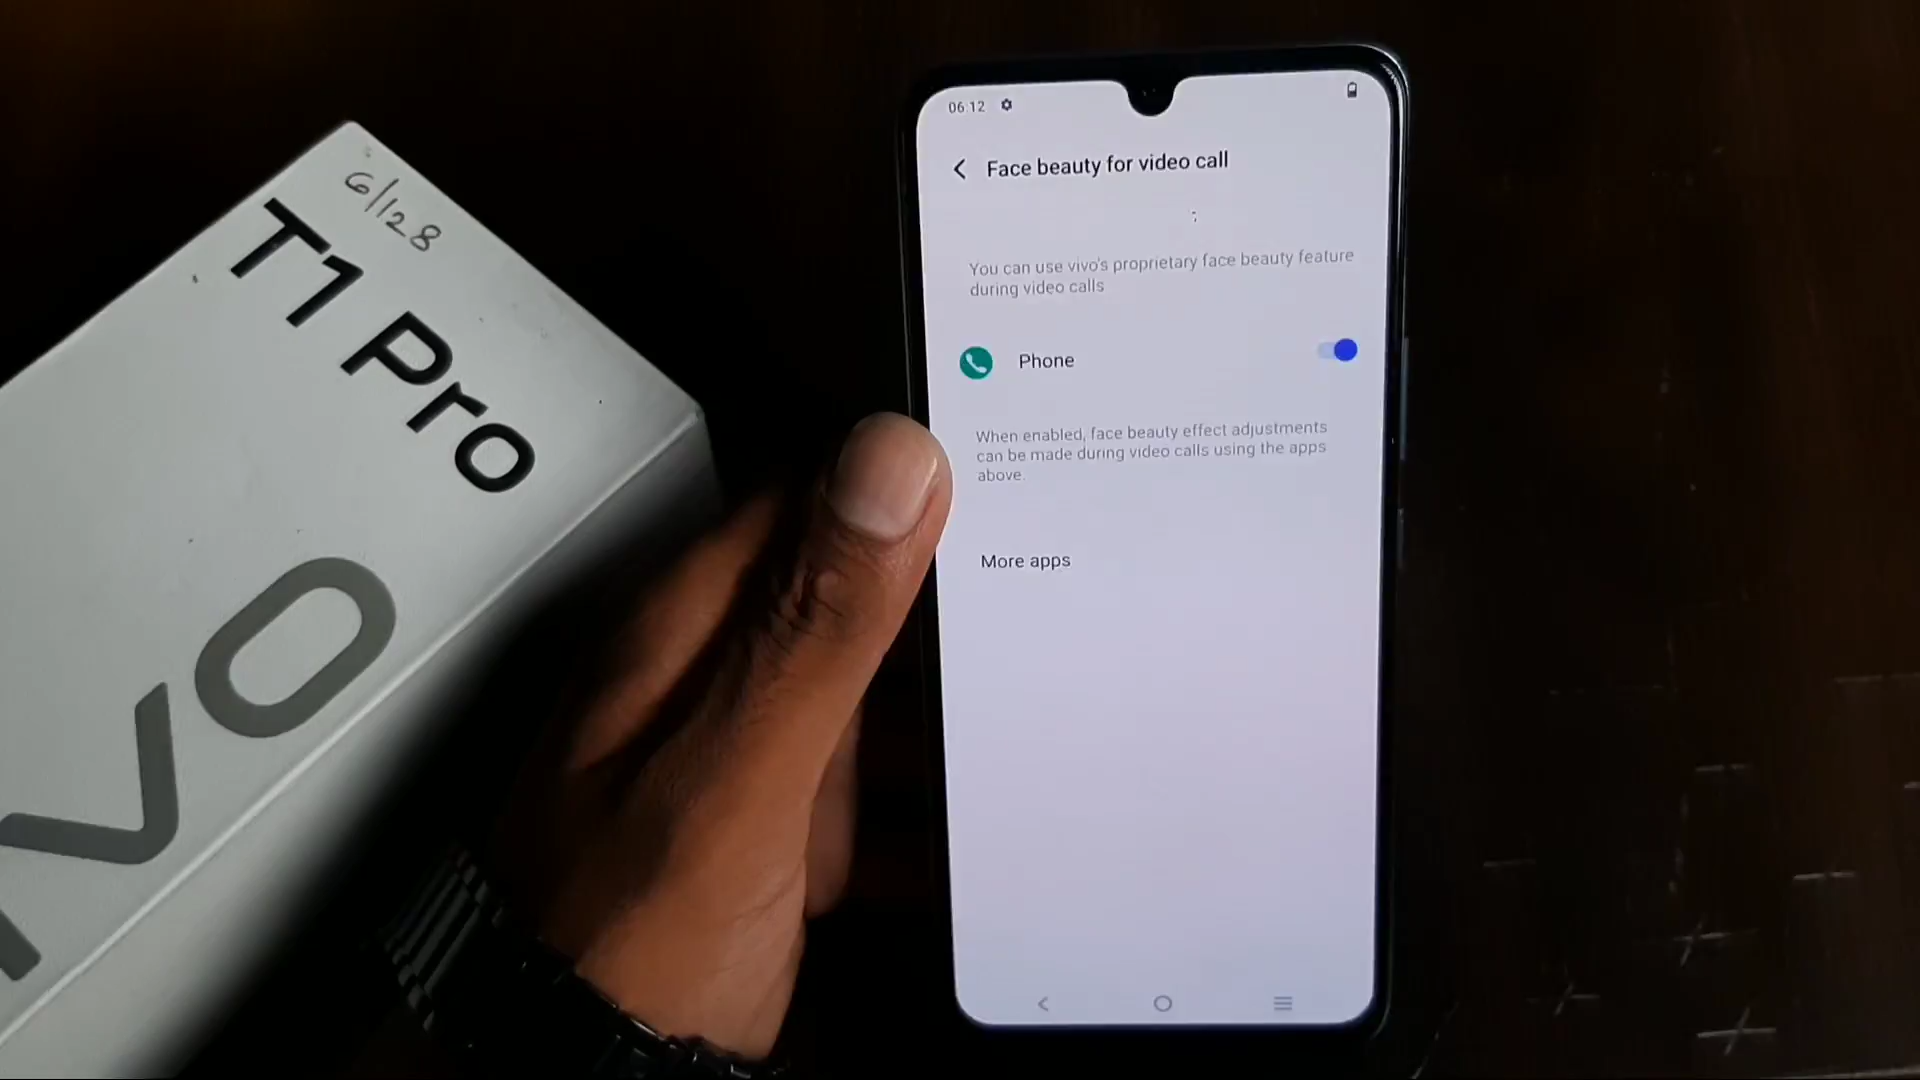 6/128
T1 Pro
vivo
06:12
Face beauty for video call
You can use vivo's proprietary face beauty feature
during video calls
Phone
When enabled, face beauty effect adjustments
can be made during video calls using the apps
above.
More apps